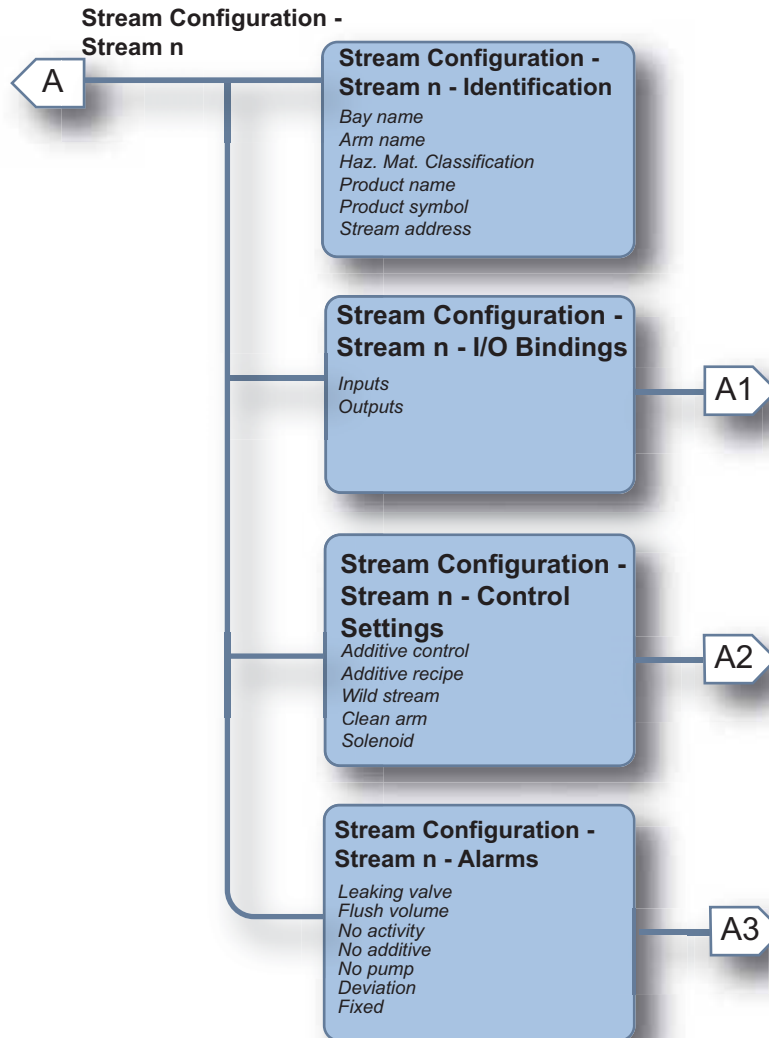 Stream Configuration -
Stream n
A
Stream Configuration -
Stream n - Identification
Bay name
Arm name
Haz. Mat. Classification
Product name
Product symbol
Stream address
Stream Configuration -
Stream n - I/O Bindings
Inputs
Outputs
A1
Stream Configuration -
Stream n - Control
Settings
Additive control
Additive recipe
Wild stream
Clean arm
Solenoid
A2
Stream Configuration -
Stream n - Alarms
Leaking valve
Flush volume
No activity
No additive
No pump
Deviation
Fixed
A3